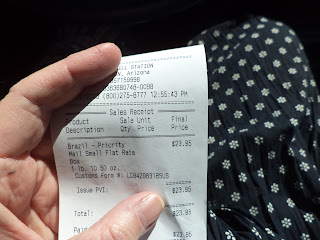 STATION
Arizona
(800)275-8777 12:55:43 PM
Sales Receipt
Product Sale Unit Final
Description Qty Price Price
Brazil - Priority $23.95
Mail Small Flat Rate
Box
1 lb. 10.50 oz.
Customs Form #:
Issue PVI: $23.95
Total: $23.95
Paid